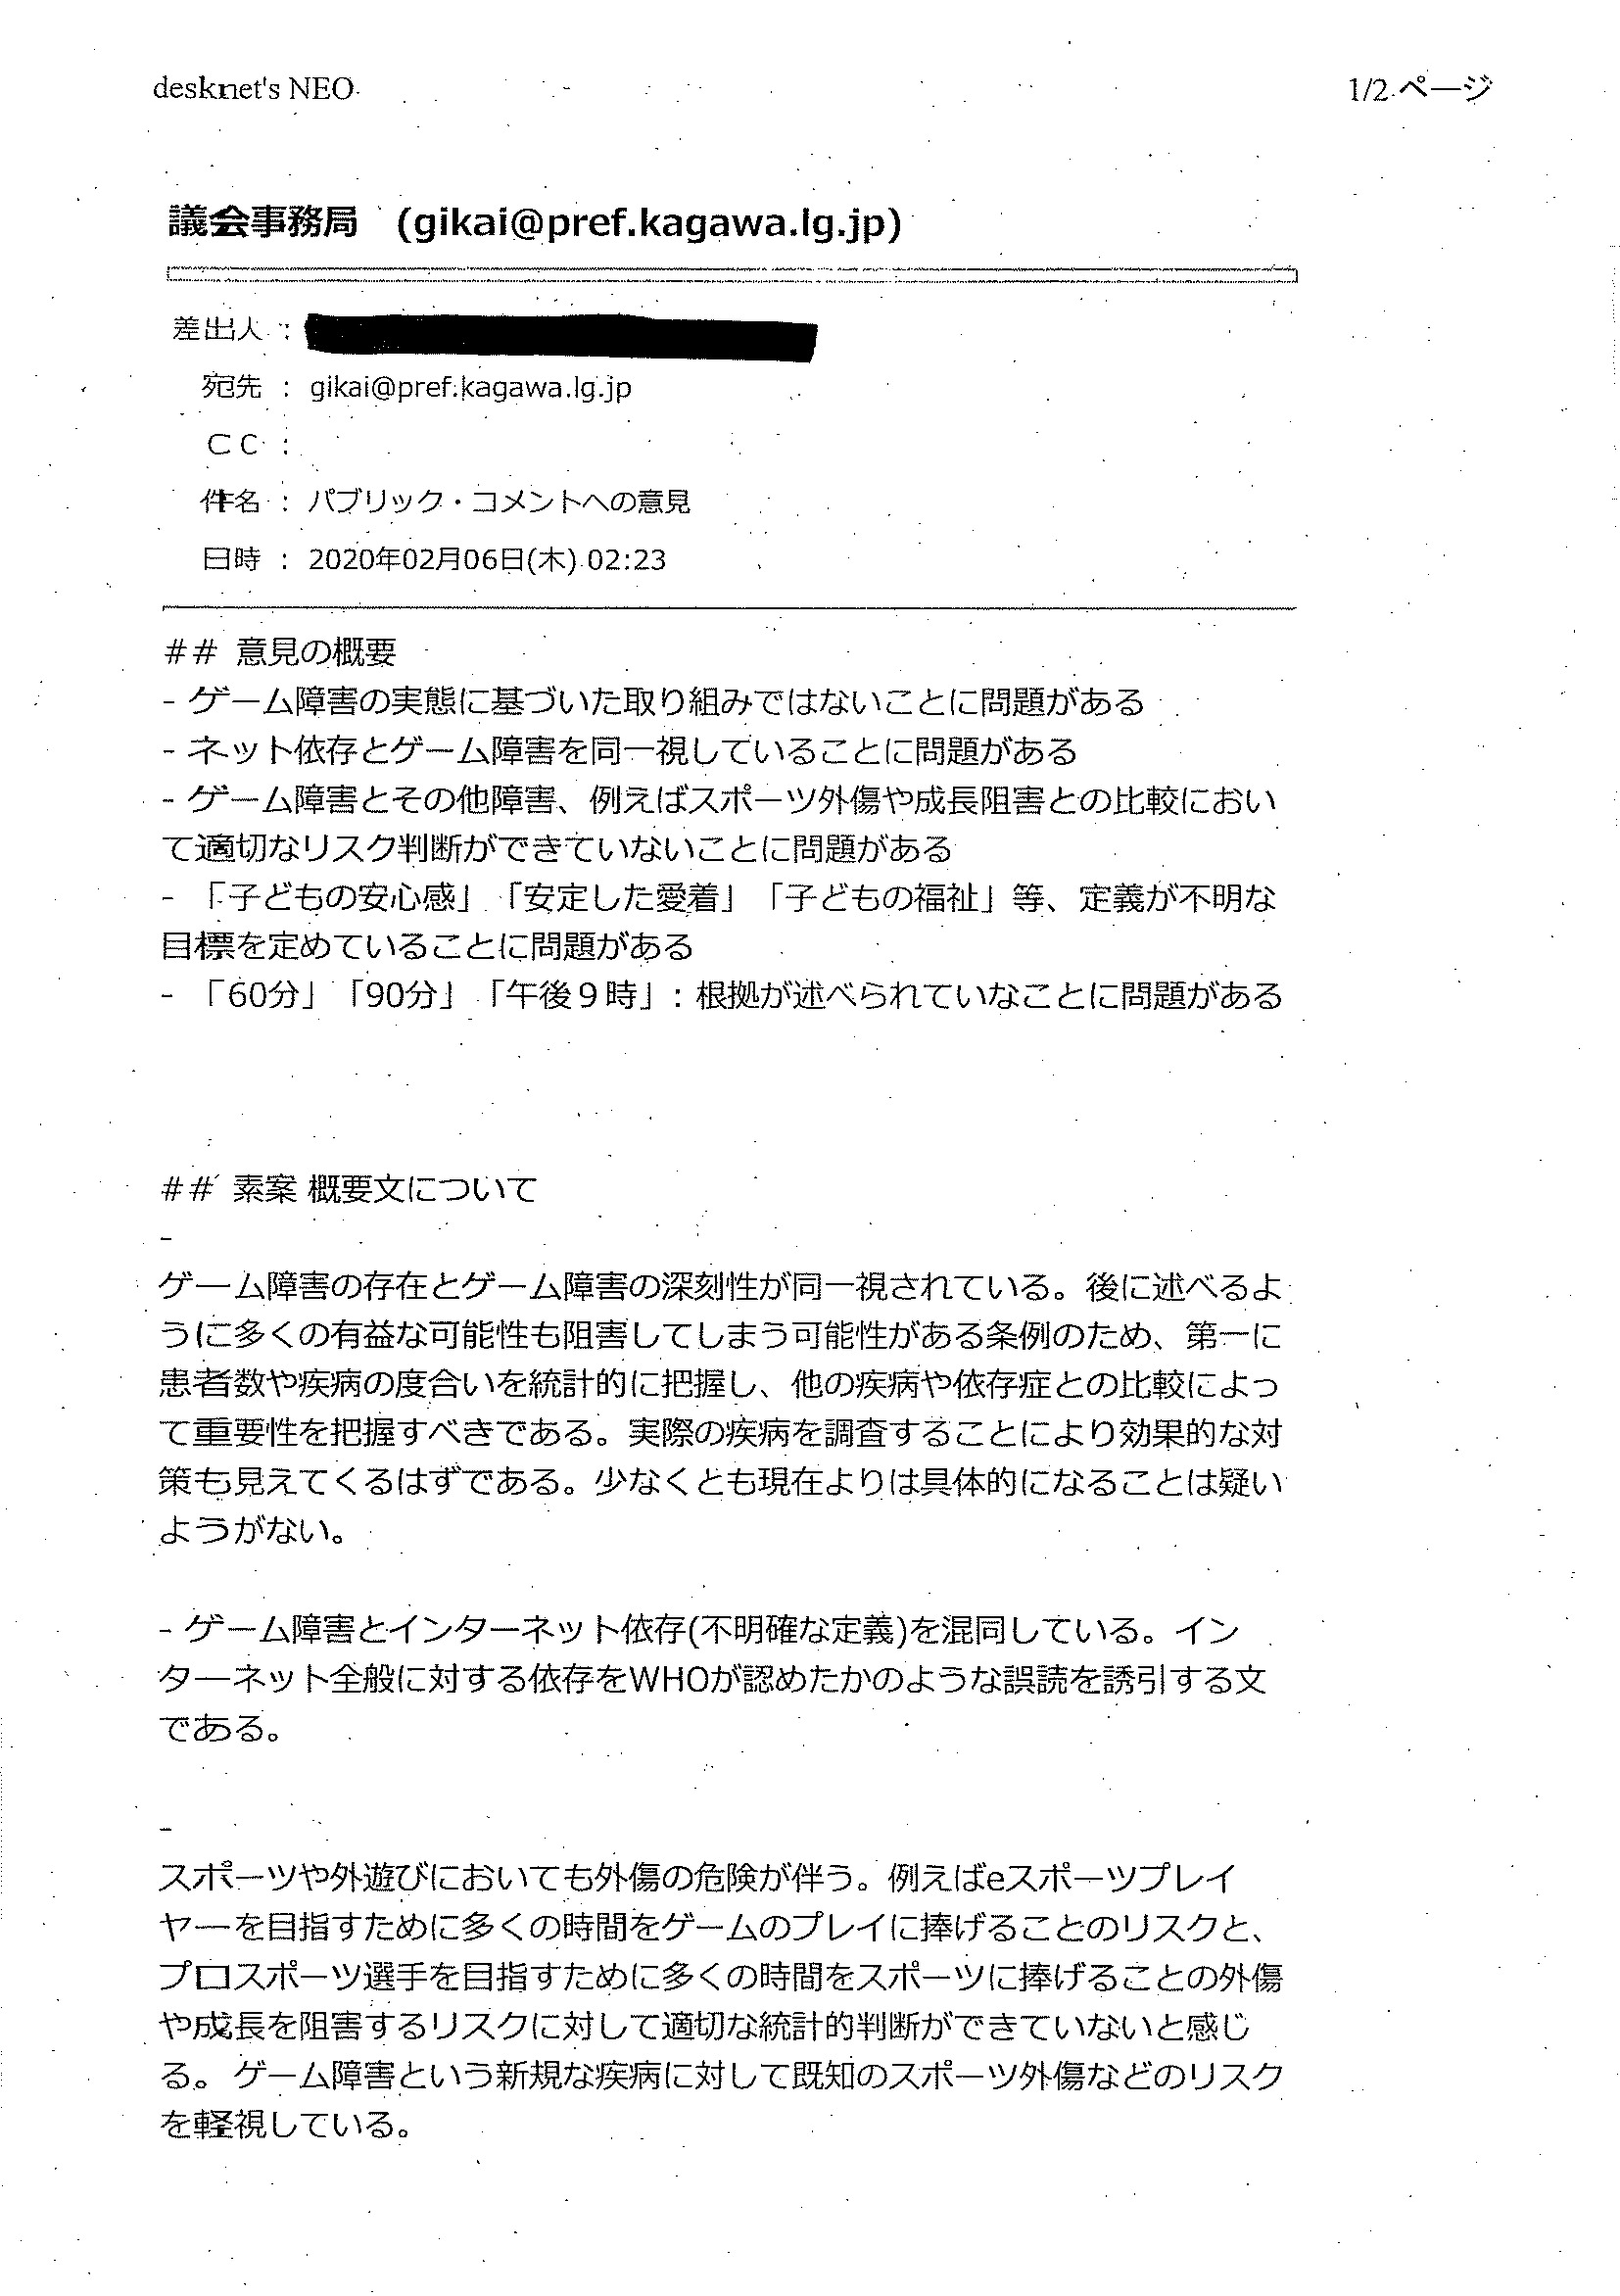 desknet's NEO
1/2 ページ
議会事務局 (gikai@pref.kagawa.lg.jp)
差出人 :
宛先 : gikai@pref.kagawa.lg.jp
ＣＣ :
件名 : パブリック・コメントへの意見
日時 : 2020年02月06日(木) 02:23
## 意見の概要
- ゲーム障害の実態に基づいた取り組みではないことに問題がある
- ネット依存とゲーム障害を同一視していることに問題がある
- ゲーム障害とその他障害、例えばスポーツ外傷や成長阻害との比較におい
て適切なリスク判断ができていないことに問題がある
- 「子どもの安心感」「安定した愛着」「子どもの福祉」等、定義が不明な
目標を定めていることに問題がある
- 「60分」「90分」「午後９時」: 根拠が述べられていなことに問題がある
## 素案 概要文について
-
ゲーム障害の存在とゲーム障害の深刻性が同一視されている。後に述べるよ
うに多くの有益な可能性も阻害してしまう可能性がある条例のため、第一に
患者数や疾病の度合いを統計的に把握し、他の疾病や依存症との比較によっ
て重要性を把握すべきである。実際の疾病を調査することにより効果的な対
策も見えてくるはずである。少なくとも現在よりは具体的になることは疑い
ようがない。
- ゲーム障害とインターネット依存(不明確な定義)を混同している。イン
ターネット全般に対する依存をWHOが認めたかのような誤読を誘引する文
である。
-
スポーツや外遊びにおいても外傷の危険が伴う。例えばeスポーツプレイ
ヤーを目指すために多くの時間をゲームのプレイに捧げることのリスクと、
プロスポーツ選手を目指すために多くの時間をスポーツに捧げることの外傷
や成長を阻害するリスクに対して適切な統計的判断ができていないと感じ
る。ゲーム障害という新規な疾病に対して既知のスポーツ外傷などのリスク
を軽視している。